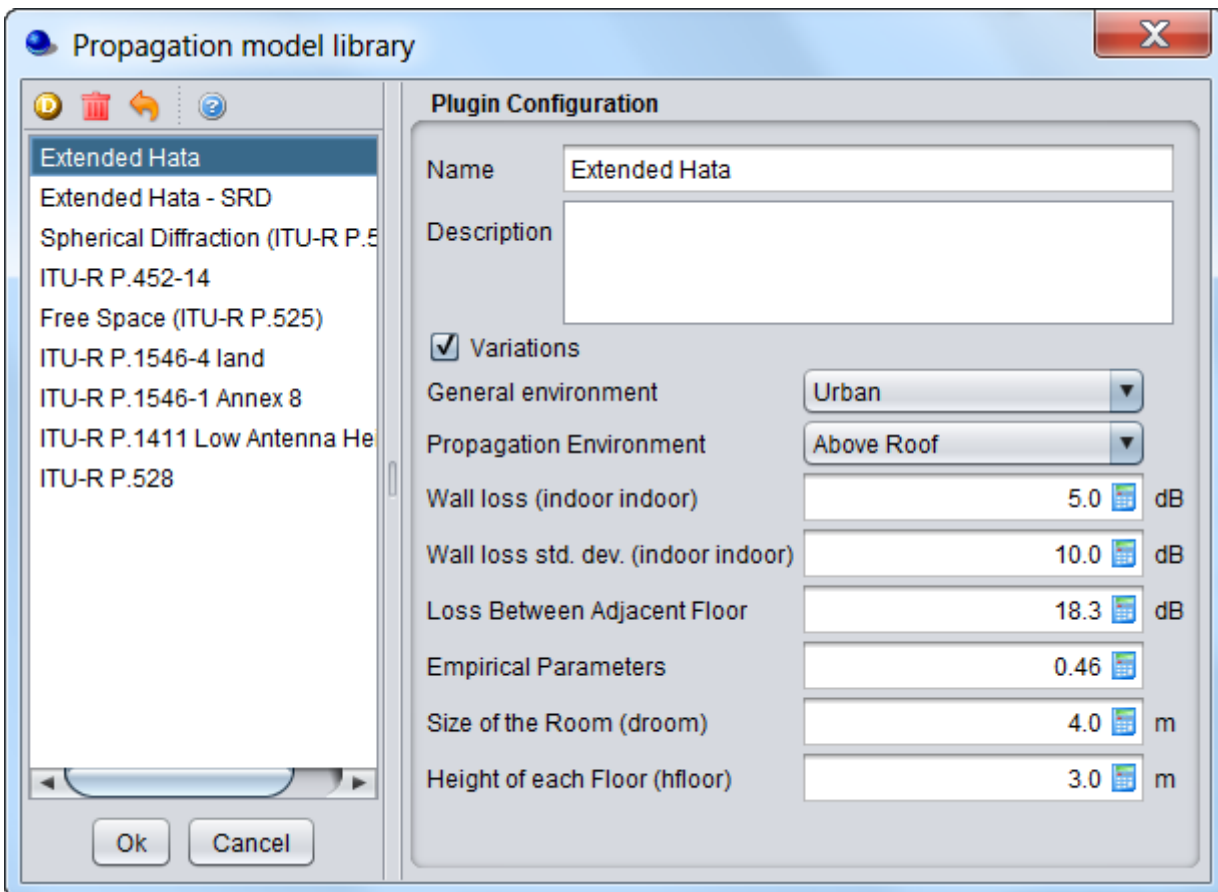 Propagation model library
Extended Hata
Extended Hata - SRD
Spherical Diffraction (ITU-R P.5
ITU-R P.452-14
Free Space (ITU-R P.525)
ITU-R P.1546-4 land
ITU-R P.1546-1 Annex 8
ITU-R P.1411 Low Antenna Hei
ITU-R P.528
Ok Cancel
Plugin Configuration
Name Extended Hata
Description
Variations
General environment Urban
Propagation Environment Above Roof
Wall loss (indoor indoor) 5.0 dB
Wall loss std. dev. (indoor indoor) 10.0 dB
Loss Between Adjacent Floor 18.3 dB
Empirical Parameters 0.46
Size of the Room (droom) 4.0 m
Height of each Floor (hfloor) 3.0 m